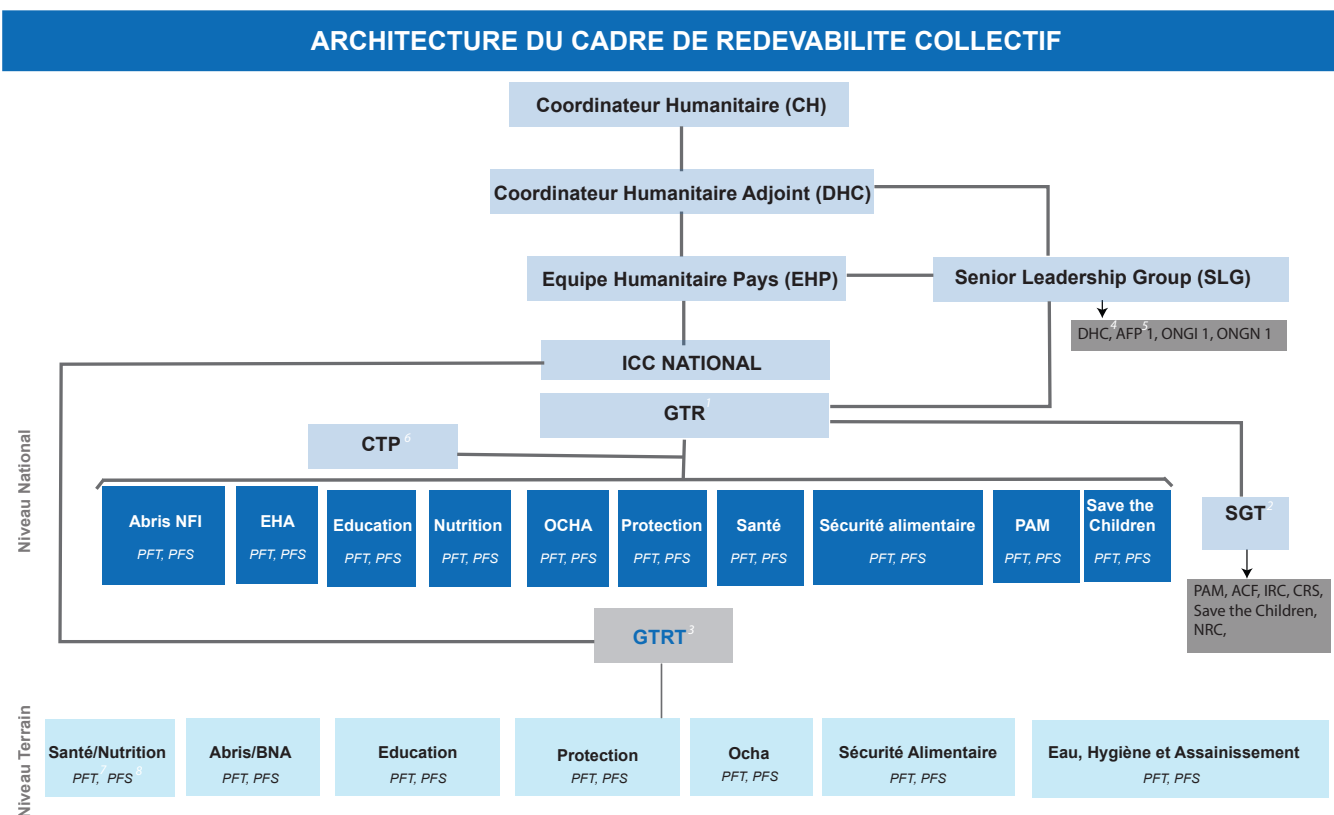 ARCHITECTURE DU CADRE DE REDEVABILITE COLLECTIF
Coordinateur Humanitaire (CH)
Coordinateur Humanitaire Adjoint (DHC)
Equipe Humanitaire Pays (EHP)
Senior Leadership Group (SLG)
DHC,4 AFP5 1, ONGI 1, ONGN 1
ICC NATIONAL
GTR1
CTP6
Niveau National
Abris NFI
PFT, PFS
EHA
PFT, PFS
Education
PFT, PFS
Nutrition
PFT, PFS
OCHA
PFT, PFS
Protection
PFT, PFS
Santé
PFT, PFS
Sécurité alimentaire
PFT, PFS
PAM
PFT, PFS
Save the
Children
PFT, PFS
SGT2
PAM, ACF, IRC, CRS,
Save the Children,
NRC,
GTRT3
Niveau Terrain
Santé/Nutrition
PFT,7 PFS8
Abris/BNA
PFT, PFS
Education
PFT, PFS
Protection
PFT, PFS
Ocha
PFT, PFS
Sécurité Alimentaire
PFT, PFS
Eau, Hygiène et Assainissement
PFT, PFS